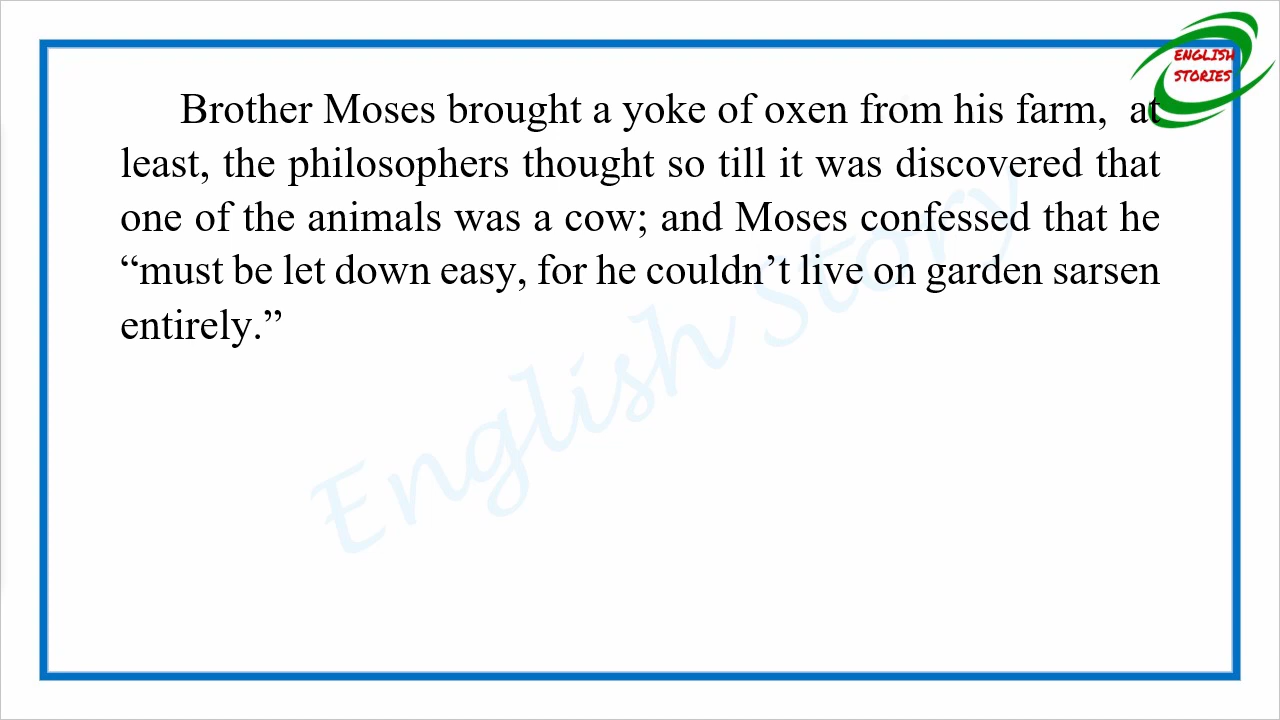 ENGLISH
STORIES
Brother Moses brought a yoke of oxen from his farm, at
least, the philosophers thought so till it was discovered that
one of the animals was a cow; and Moses confessed that he
“must be let down easy, for he couldn’t live on garden sarsen
entirely.”
English Story